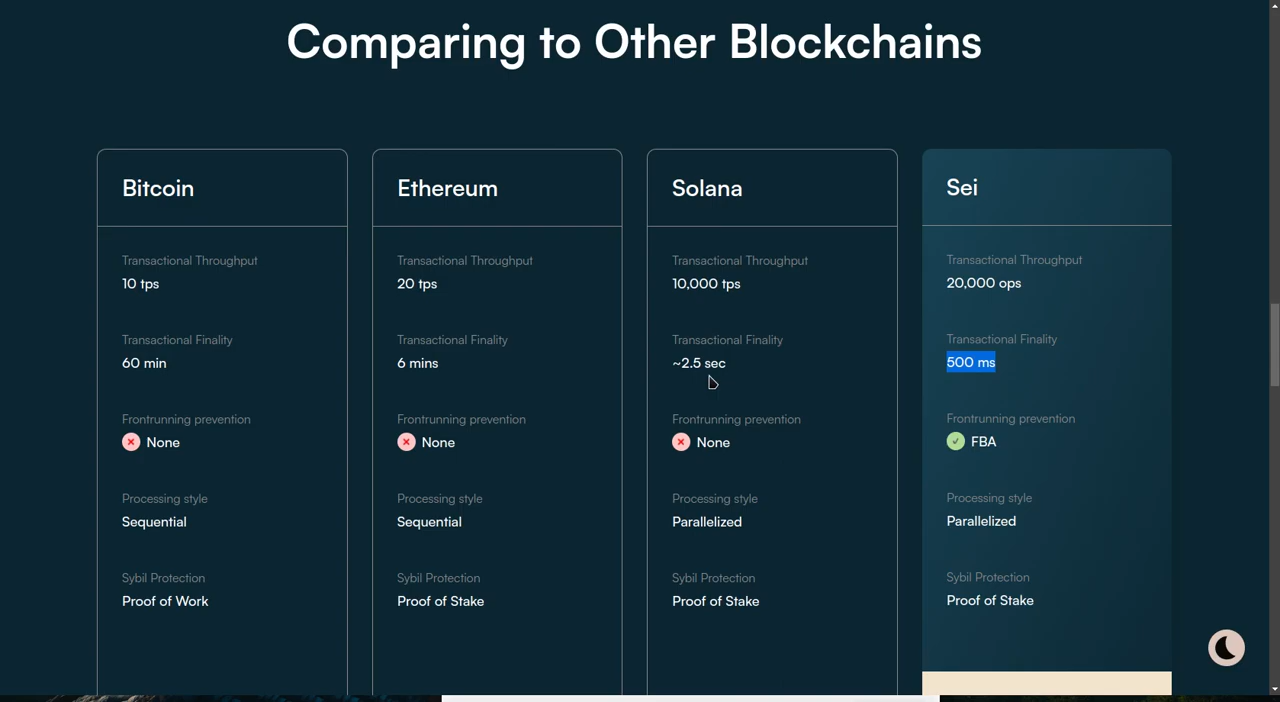 Comparing to Other Blockchains
Bitcoin
Transactional Throughput
10 tps
Transactional Finality
60 min
Frontrunning prevention
None
Processing style
Sequential
Sybil Protection
Proof of Work
Ethereum
Transactional Throughput
20 tps
Transactional Finality
6 mins
Frontrunning prevention
None
Processing style
Sequential
Sybil Protection
Proof of Stake
Solana
Transactional Throughput
10,000 tps
Transactional Finality
~2.5 sec
Frontrunning prevention
None
Processing style
Parallelized
Sybil Protection
Proof of Stake
Sei
Transactional Throughput
20,000 ops
Transactional Finality
500 ms
Frontrunning prevention
FBA
Processing style
Parallelized
Sybil Protection
Proof of Stake